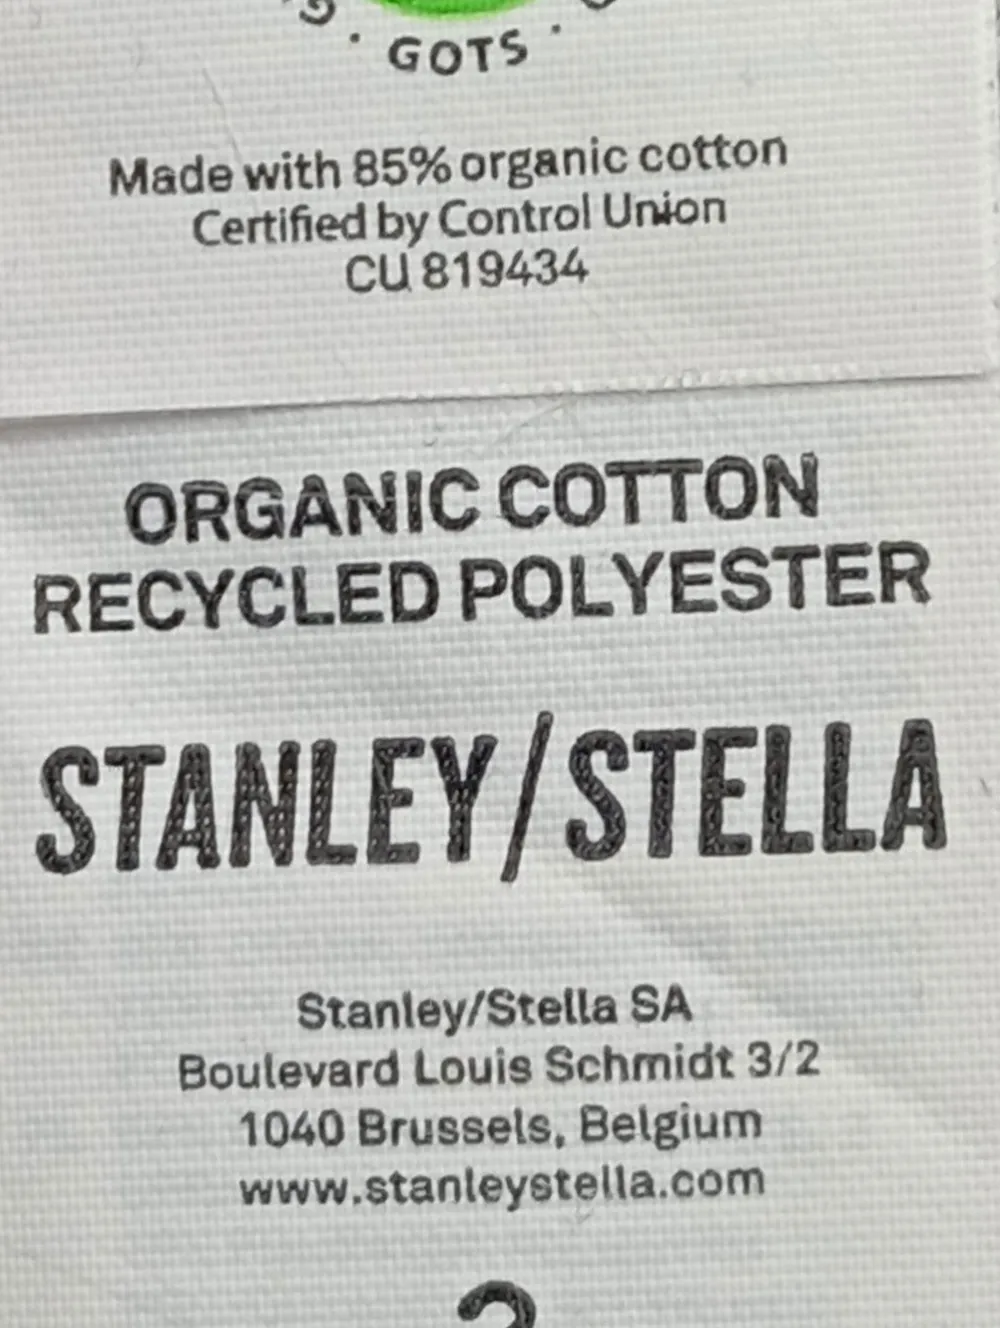 · GOTS ·
Made with 85% organic cotton
Certified by Control Union
CU 819434
ORGANIC COTTON
RECYCLED POLYESTER
STANLEY/STELLA
Stanley/Stella SA
Boulevard Louis Schmidt 3/2
1040 Brussels, Belgium
www.stanleystella.com